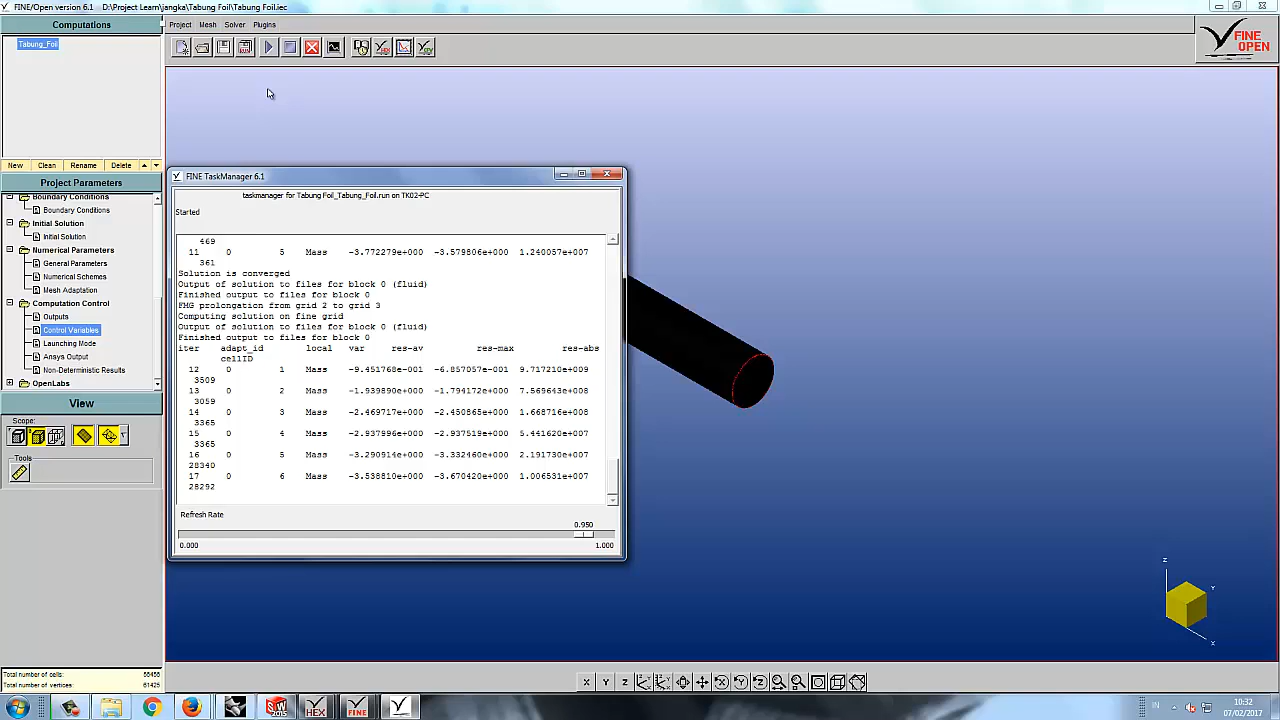 FINE/Open version 6.1 D:\Project Learn\jangka\Tabung Foil\Tabung Foil.iec
Computations
Project Mesh Solver Plugins
Tabung_Foil
FINE
OPEN
New Clean Rename Delete
Project Parameters
Boundary Conditions
Boundary Conditions
Initial Solution
Initial Solution
Numerical Parameters
General Parameters
Numerical Schemes
Mesh Adaptation
Computation Control
Outputs
Control Variables
Launching Mode
Ansys Output
Non-Deterministic Results
OpenLabs
View
Scope:
Tools
FINE TaskManager 6.1
taskmanager for Tabung Foil_Tabung_Foil.run on TK02-PC
Started
469
11 0 5 Mass -3.772279e+000 -3.579806e+000 1.240057e+007
361
Solution is converged
Output of solution to files for block 0 (fluid)
Finished output to files for block 0
FMG prolongation from grid 2 to grid 3
Computing solution on fine grid
Output of solution to files for block 0 (fluid)
Finished output to files for block 0
iter adapt_id local var res-av res-max res-abs
cellID
12 0 1 Mass -9.451768e-001 -6.857057e-001 9.717210e+009
3509
13 0 2 Mass -1.939890e+000 -1.794172e+000 7.569643e+008
3059
14 0 3 Mass -2.469717e+000 -2.450865e+000 1.668716e+008
3365
15 0 4 Mass -2.937996e+000 -2.937519e+000 5.441620e+007
3365
16 0 5 Mass -3.290914e+000 -3.332460e+000 2.191730e+007
28340
17 0 6 Mass -3.538810e+000 -3.670420e+000 1.006531e+007
28292
Refresh Rate
0.950
0.000 1.000
Z
Y
X
Total number of cells:
Total number of vertices: 61425
X Y Z
HEX
FINE
IN
10:32
07/02/2017